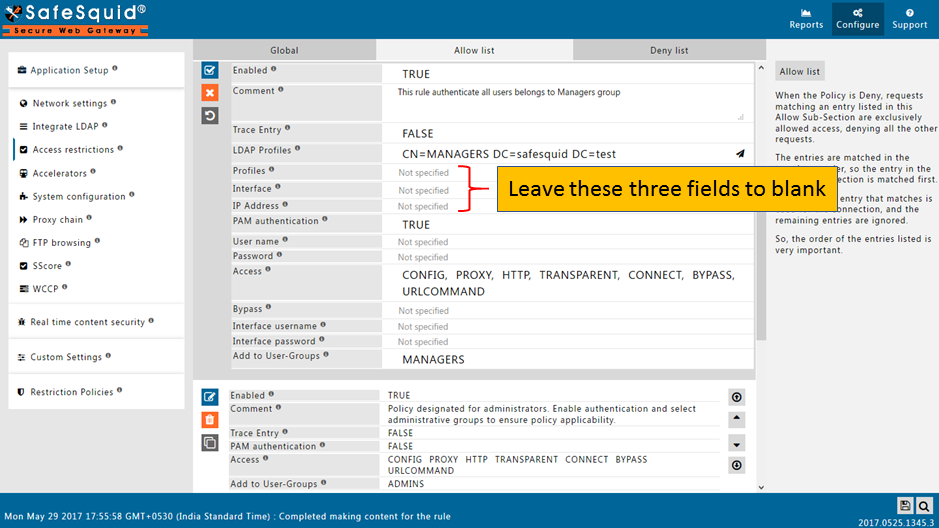 SafeSquid®
Secure Web Gateway
Reports
Configure
Support
Global
Allow list
Deny list
Application Setup
Network settings
Integrate LDAP
Access restrictions
Accelerators
System configuration
Proxy chain
FTP browsing
SScore
WCCP
Real time content security
Custom Settings
Restriction Policies
Enabled TRUE
Comment This rule authenticate all users belongs to Managers group
Trace Entry FALSE
LDAP Profiles CN=MANAGERS DC=safesquid DC=test
Profiles Not specified
Interface Not specified
IP Address Not specified
Leave these three fields to blank
PAM authentication TRUE
User name Not specified
Password Not specified
Access CONFIG, PROXY, HTTP, TRANSPARENT, CONNECT, BYPASS,
URLCOMMAND
Bypass Not specified
Interface username Not specified
Interface password Not specified
Add to User-Groups MANAGERS
Enabled TRUE
Comment Policy designated for administrators. Enable authentication and select
administrative groups to ensure policy applicability.
Trace Entry FALSE
PAM authentication FALSE
Access CONFIG PROXY HTTP TRANSPARENT CONNECT BYPASS
URLCOMMAND
Add to User-Groups ADMINS
Allow list
When the Policy is Deny, requests
matching an entry listed in this
Allow Sub-Section are exclusively
allowed access, denying all the other
requests.
The entries are matched in the
so the entry in the
is matched first.
entry that matches is
connection, and the
remaining entries are ignored.
So, the order of the entries listed is
very important.
Mon May 29 2017 17:55:58 GMT+0530 (India Standard Time) : Completed making content for the rule
2017.0525.1345.3